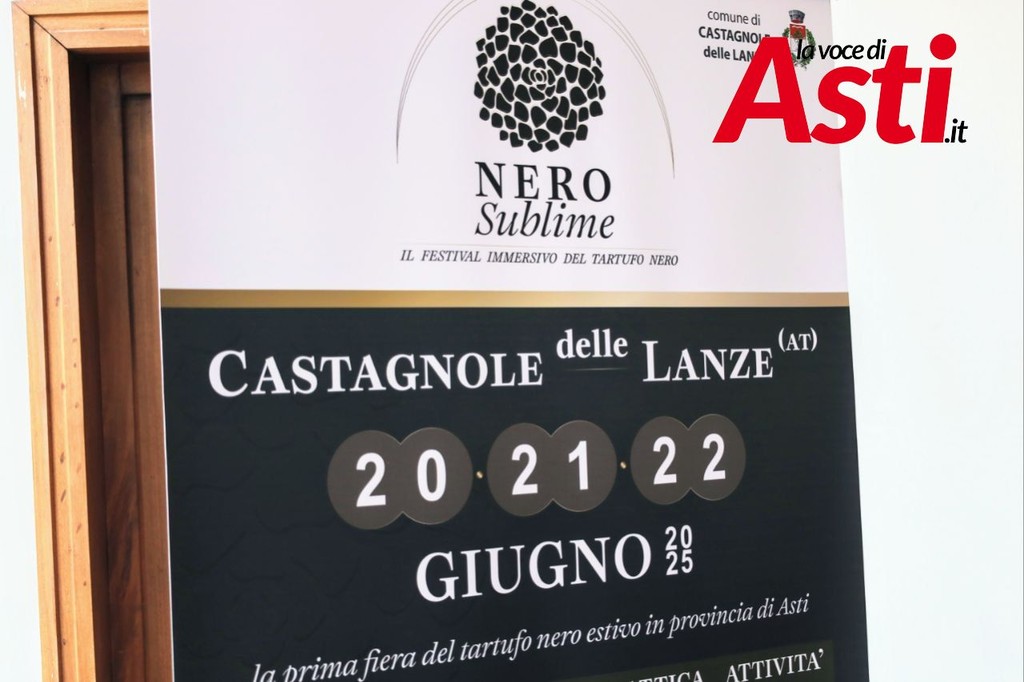 comune di
CASTAGNOLE
delle LAN
la voce di
Asti.it
NERO
Sublime
IL FESTIVAL IMMERSIVO DEL TARTUFO NERO
CASTAGNOLE delle LANZE (AT)
20·21·22
GIUGNO 2025
la prima fiera del tartufo nero estivo in provincia di Asti
ATTIVITA'